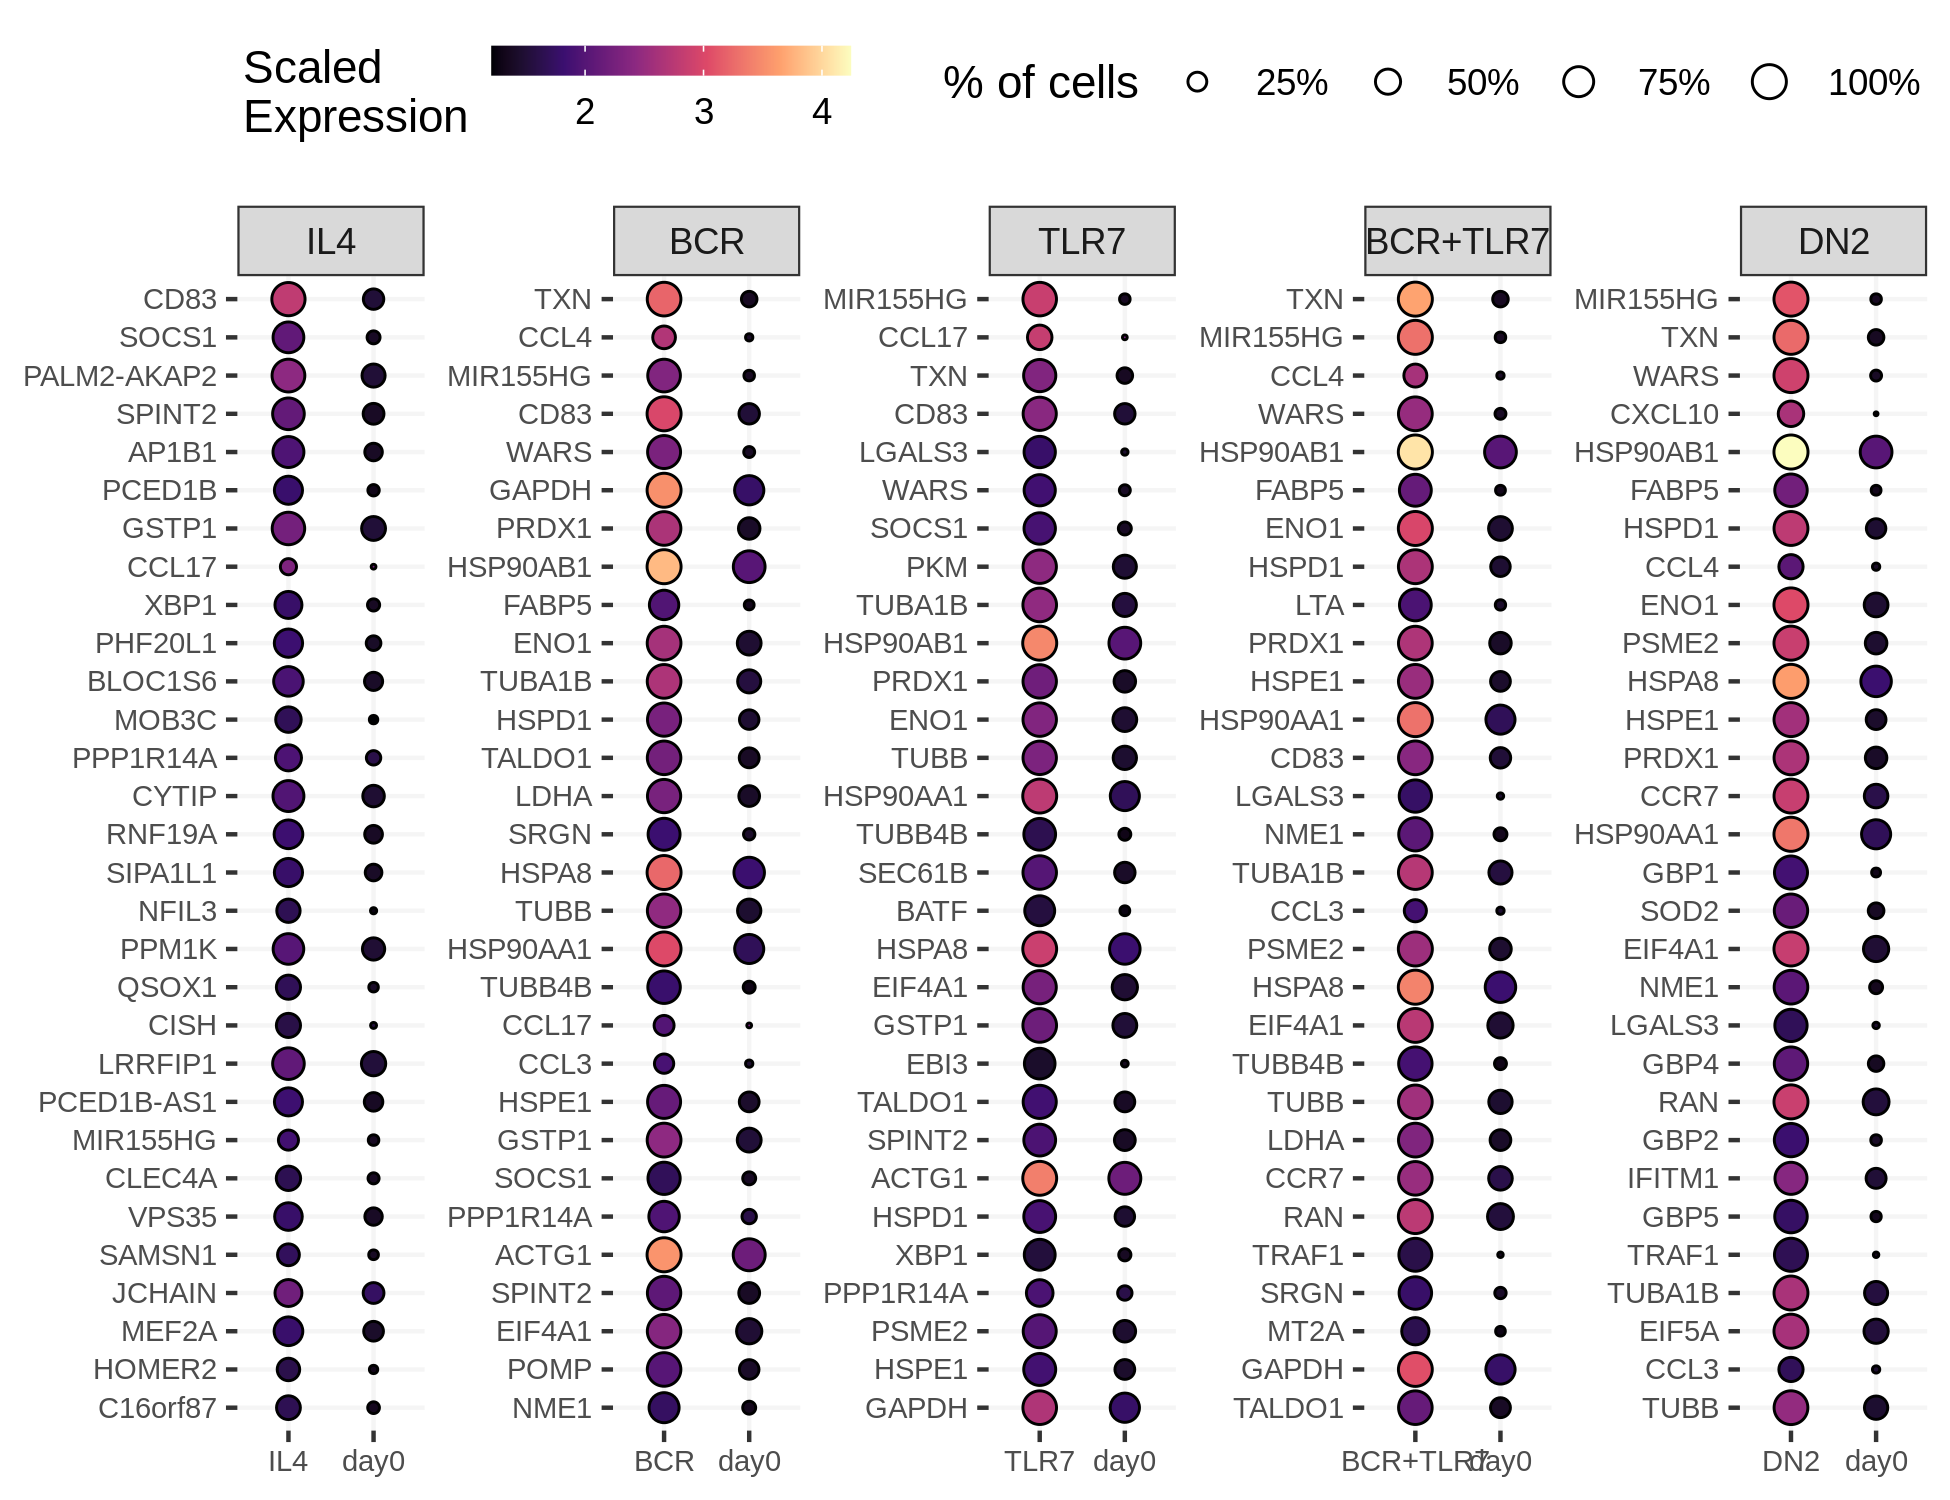 Scaled
Expression
2 3 4
% of cells 25% 50% 75% 100%
IL4
CD83
SOCS1
PALM2-AKAP2
SPINT2
AP1B1
PCED1B
GSTP1
CCL17
XBP1
PHF20L1
BLOC1S6
MOB3C
PPP1R14A
CYTIP
RNF19A
SIPA1L1
NFIL3
PPM1K
QSOX1
CISH
LRRFIP1
PCED1B-AS1
MIR155HG
CLEC4A
VPS35
SAMSN1
JCHAIN
MEF2A
HOMER2
C16orf87
IL4 day0
BCR
TXN
CCL4
MIR155HG
CD83
WARS
GAPDH
PRDX1
HSP90AB1
FABP5
ENO1
TUBA1B
HSPD1
TALDO1
LDHA
SRGN
HSPA8
TUBB
HSP90AA1
TUBB4B
CCL17
CCL3
HSPE1
GSTP1
SOCS1
PPP1R14A
ACTG1
SPINT2
EIF4A1
POMP
NME1
BCR day0
TLR7
MIR155HG
CCL17
TXN
CD83
LGALS3
WARS
SOCS1
PKM
TUBA1B
HSP90AB1
PRDX1
ENO1
TUBB
HSP90AA1
TUBB4B
SEC61B
BATF
HSPA8
EIF4A1
GSTP1
EBI3
TALDO1
SPINT2
ACTG1
HSPD1
XBP1
PPP1R14A
PSME2
HSPE1
GAPDH
TLR7 day0
BCR+TLR7
TXN
MIR155HG
CCL4
WARS
HSP90AB1
FABP5
ENO1
HSPD1
LTA
PRDX1
HSPE1
HSP90AA1
CD83
LGALS3
NME1
TUBA1B
CCL3
PSME2
HSPA8
EIF4A1
TUBB4B
TUBB
LDHA
CCR7
RAN
TRAF1
SRGN
MT2A
GAPDH
TALDO1
BCR+TLR7 day0
DN2
MIR155HG
TXN
WARS
CXCL10
HSP90AB1
FABP5
HSPD1
CCL4
ENO1
PSME2
HSPA8
HSPE1
PRDX1
CCR7
HSP90AA1
GBP1
SOD2
EIF4A1
NME1
LGALS3
GBP4
RAN
GBP2
IFITM1
GBP5
TRAF1
TUBA1B
EIF5A
CCL3
TUBB
DN2 day0